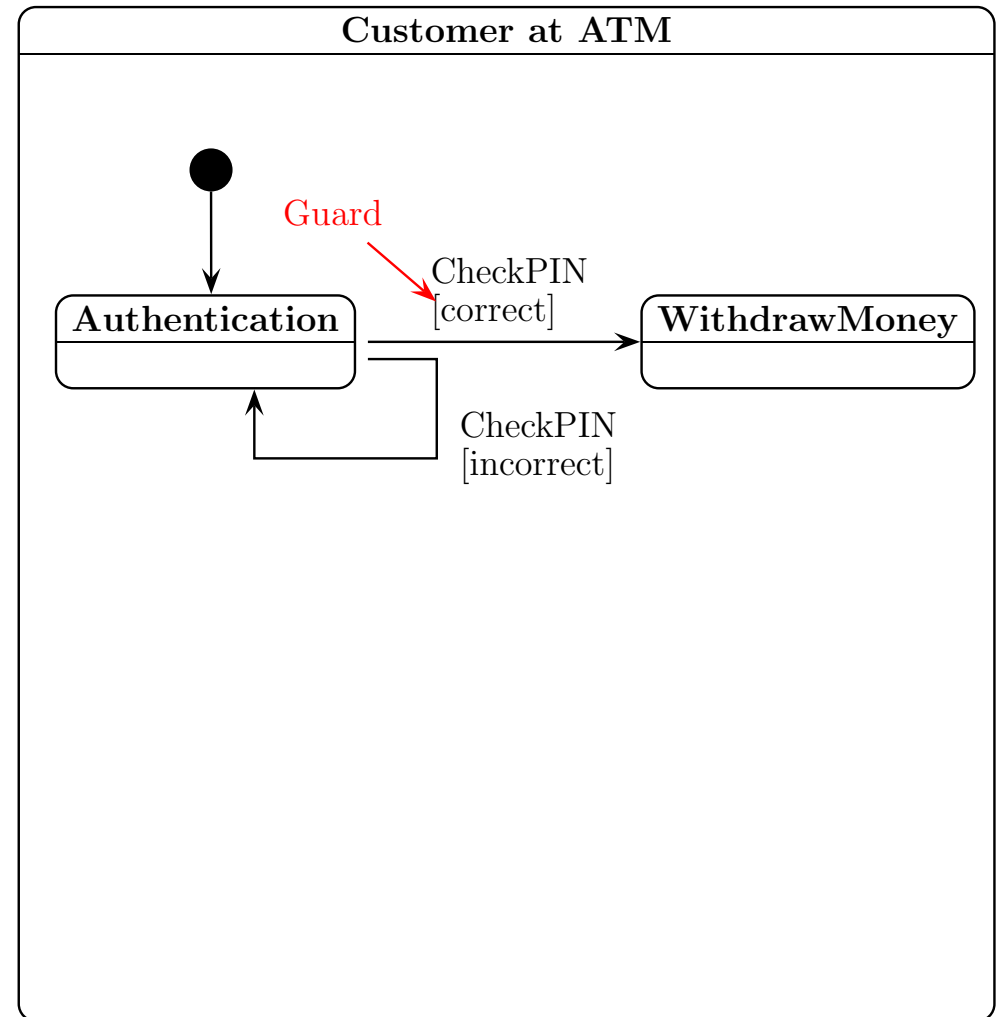 Customer at ATM
Guard
CheckPIN
[correct]
Authentication
WithdrawMoney
CheckPIN
[incorrect]